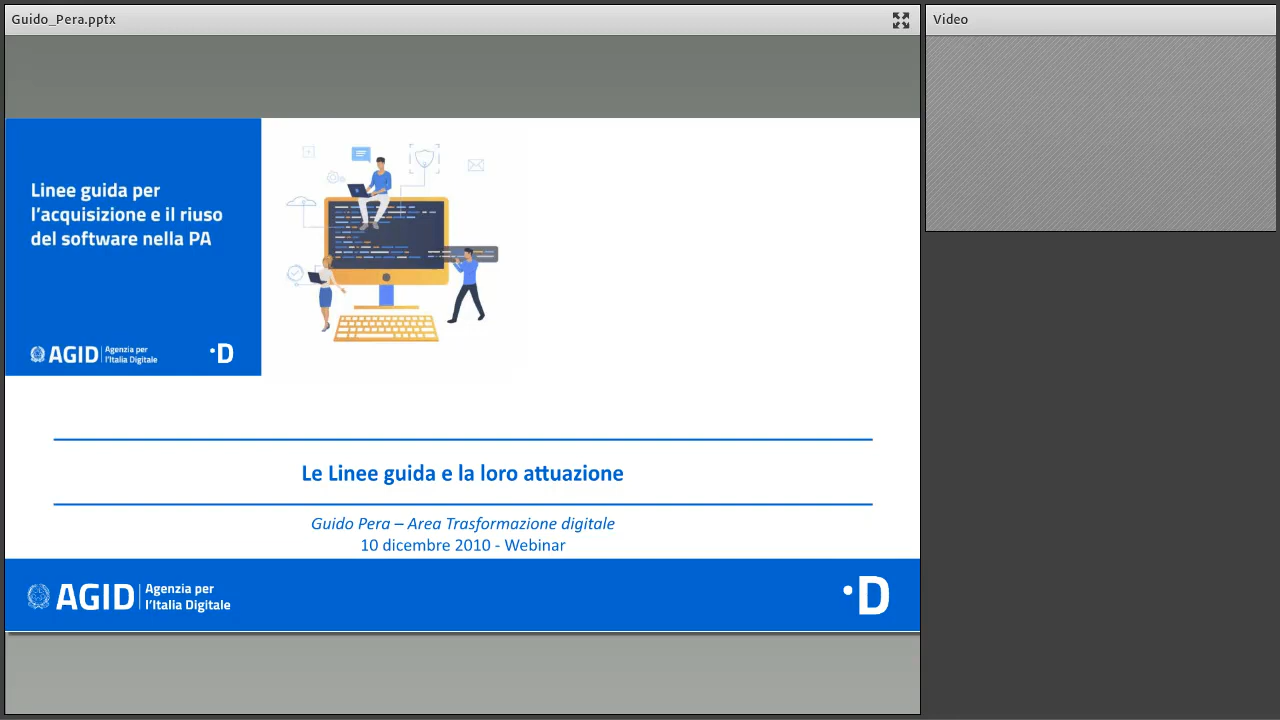 Guido_Pera.pptx
Video
Linee guida per
l'acquisizione e il riuso
del software nella PA
AGID
Agenzia per
l'Italia Digitale
D
Le Linee guida e la loro attuazione
Guido Pera – Area Trasformazione digitale
10 dicembre 2010 - Webinar
AGID
Agenzia per
l'Italia Digitale
D